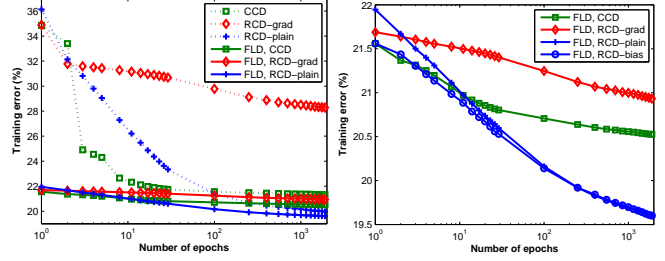 36
34
32
30
28
26
24
22
20
10^0
10^1
10^2
10^3
Number of epochs
Training error (%)
CCD
RCD−grad
RCD−plain
FLD, CCD
FLD, RCD−grad
FLD, RCD−plain
22
21.5
21
20.5
20
19.5
10^0
10^1
10^2
10^3
Number of epochs
Training error (%)
FLD, CCD
FLD, RCD−grad
FLD, RCD−plain
FLD, RCD−bias